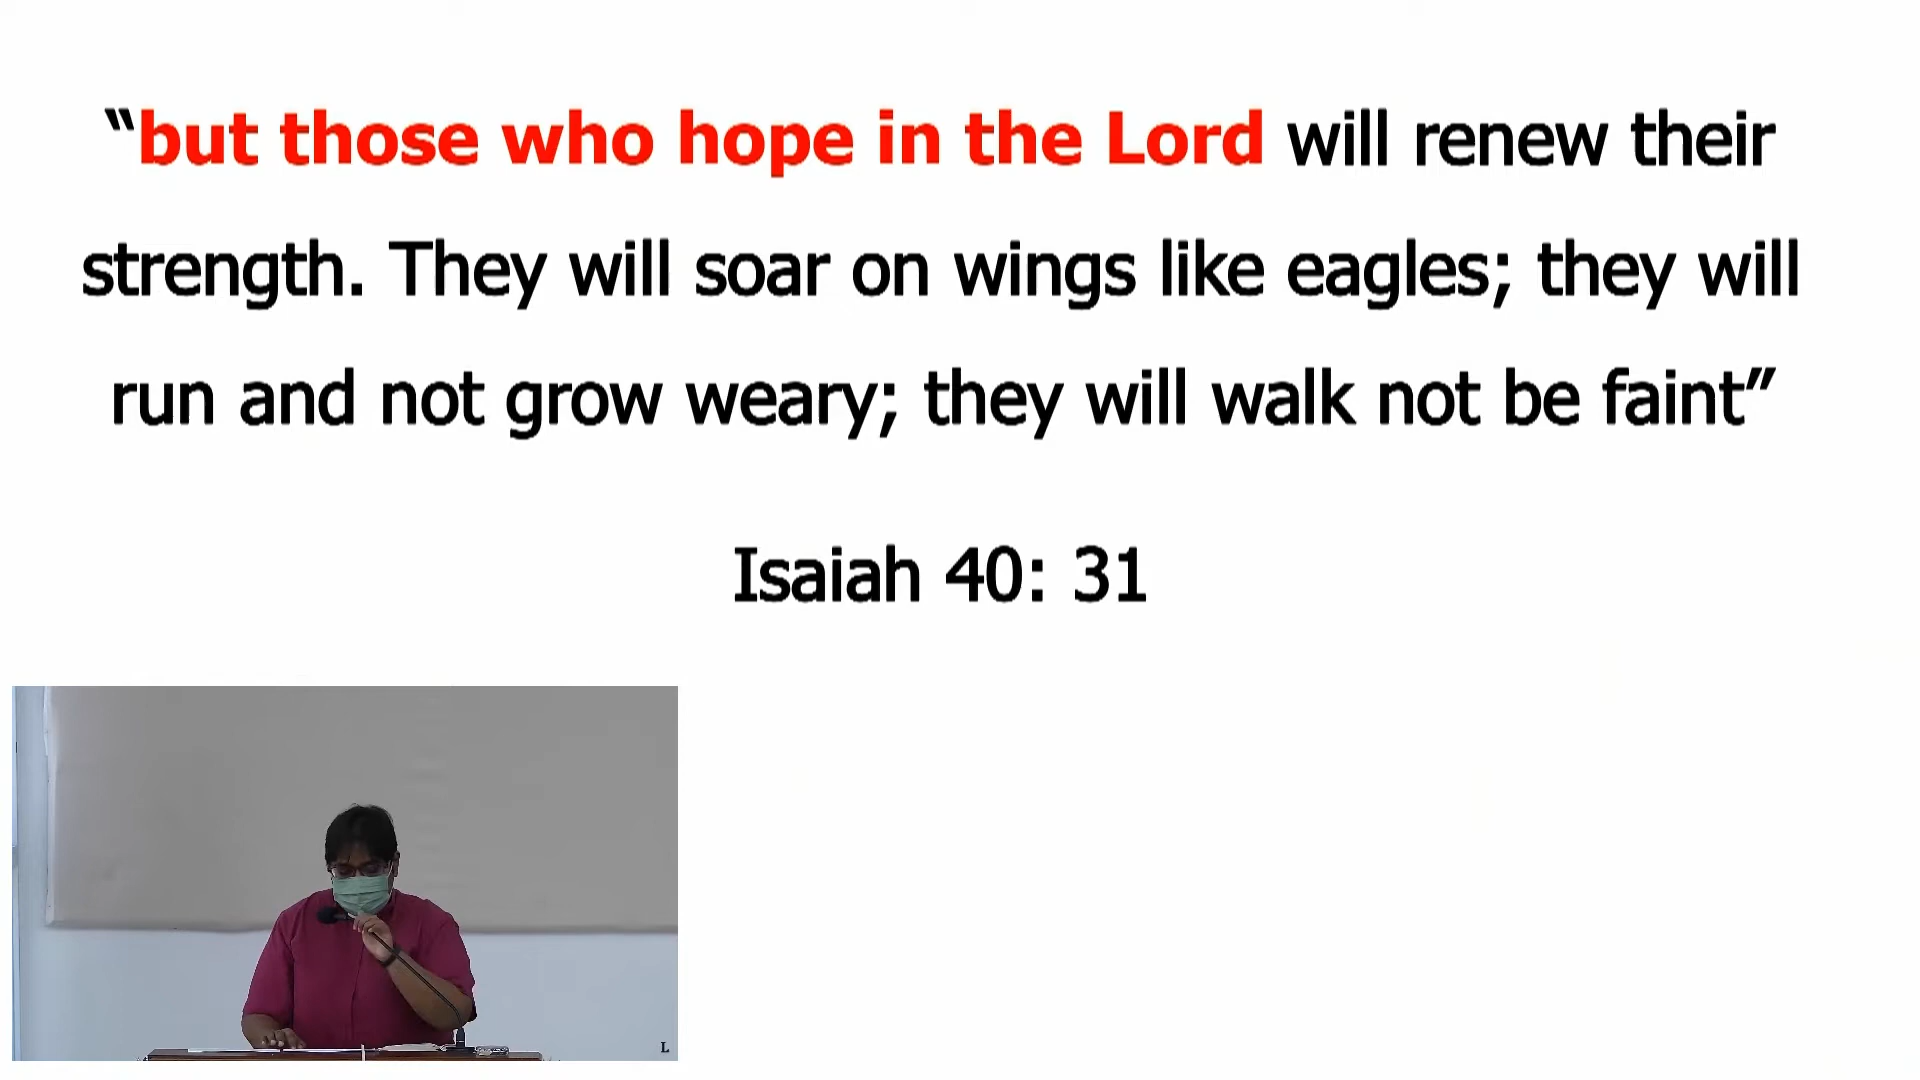 “but those who hope in the Lord will renew their
strength. They will soar on wings like eagles; they will
run and not grow weary; they will walk not be faint”
Isaiah 40: 31
L